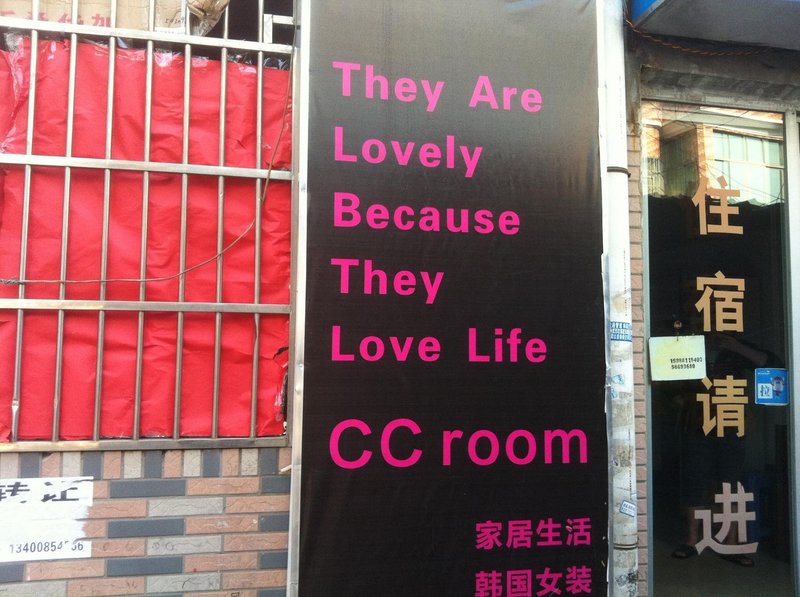 They Are
Lovely
Because
They
Love Life
CC room
家居生活
韩国女装
住
宿
请
进
拉